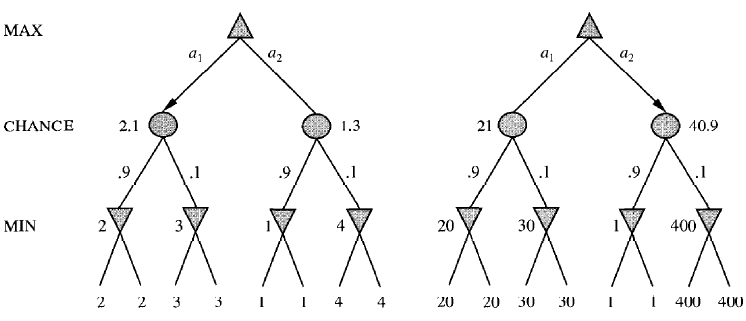 MAX
a1 a2 a1 a2
CHANCE 2.1 1.3 21 40.9
.9 .1 .9 .1 .9 .1 .9 .1
MIN 2 3 1 4 20 30 1 400
2 2 3 3 1 1 4 4 20 20 30 30 1 1 400 400